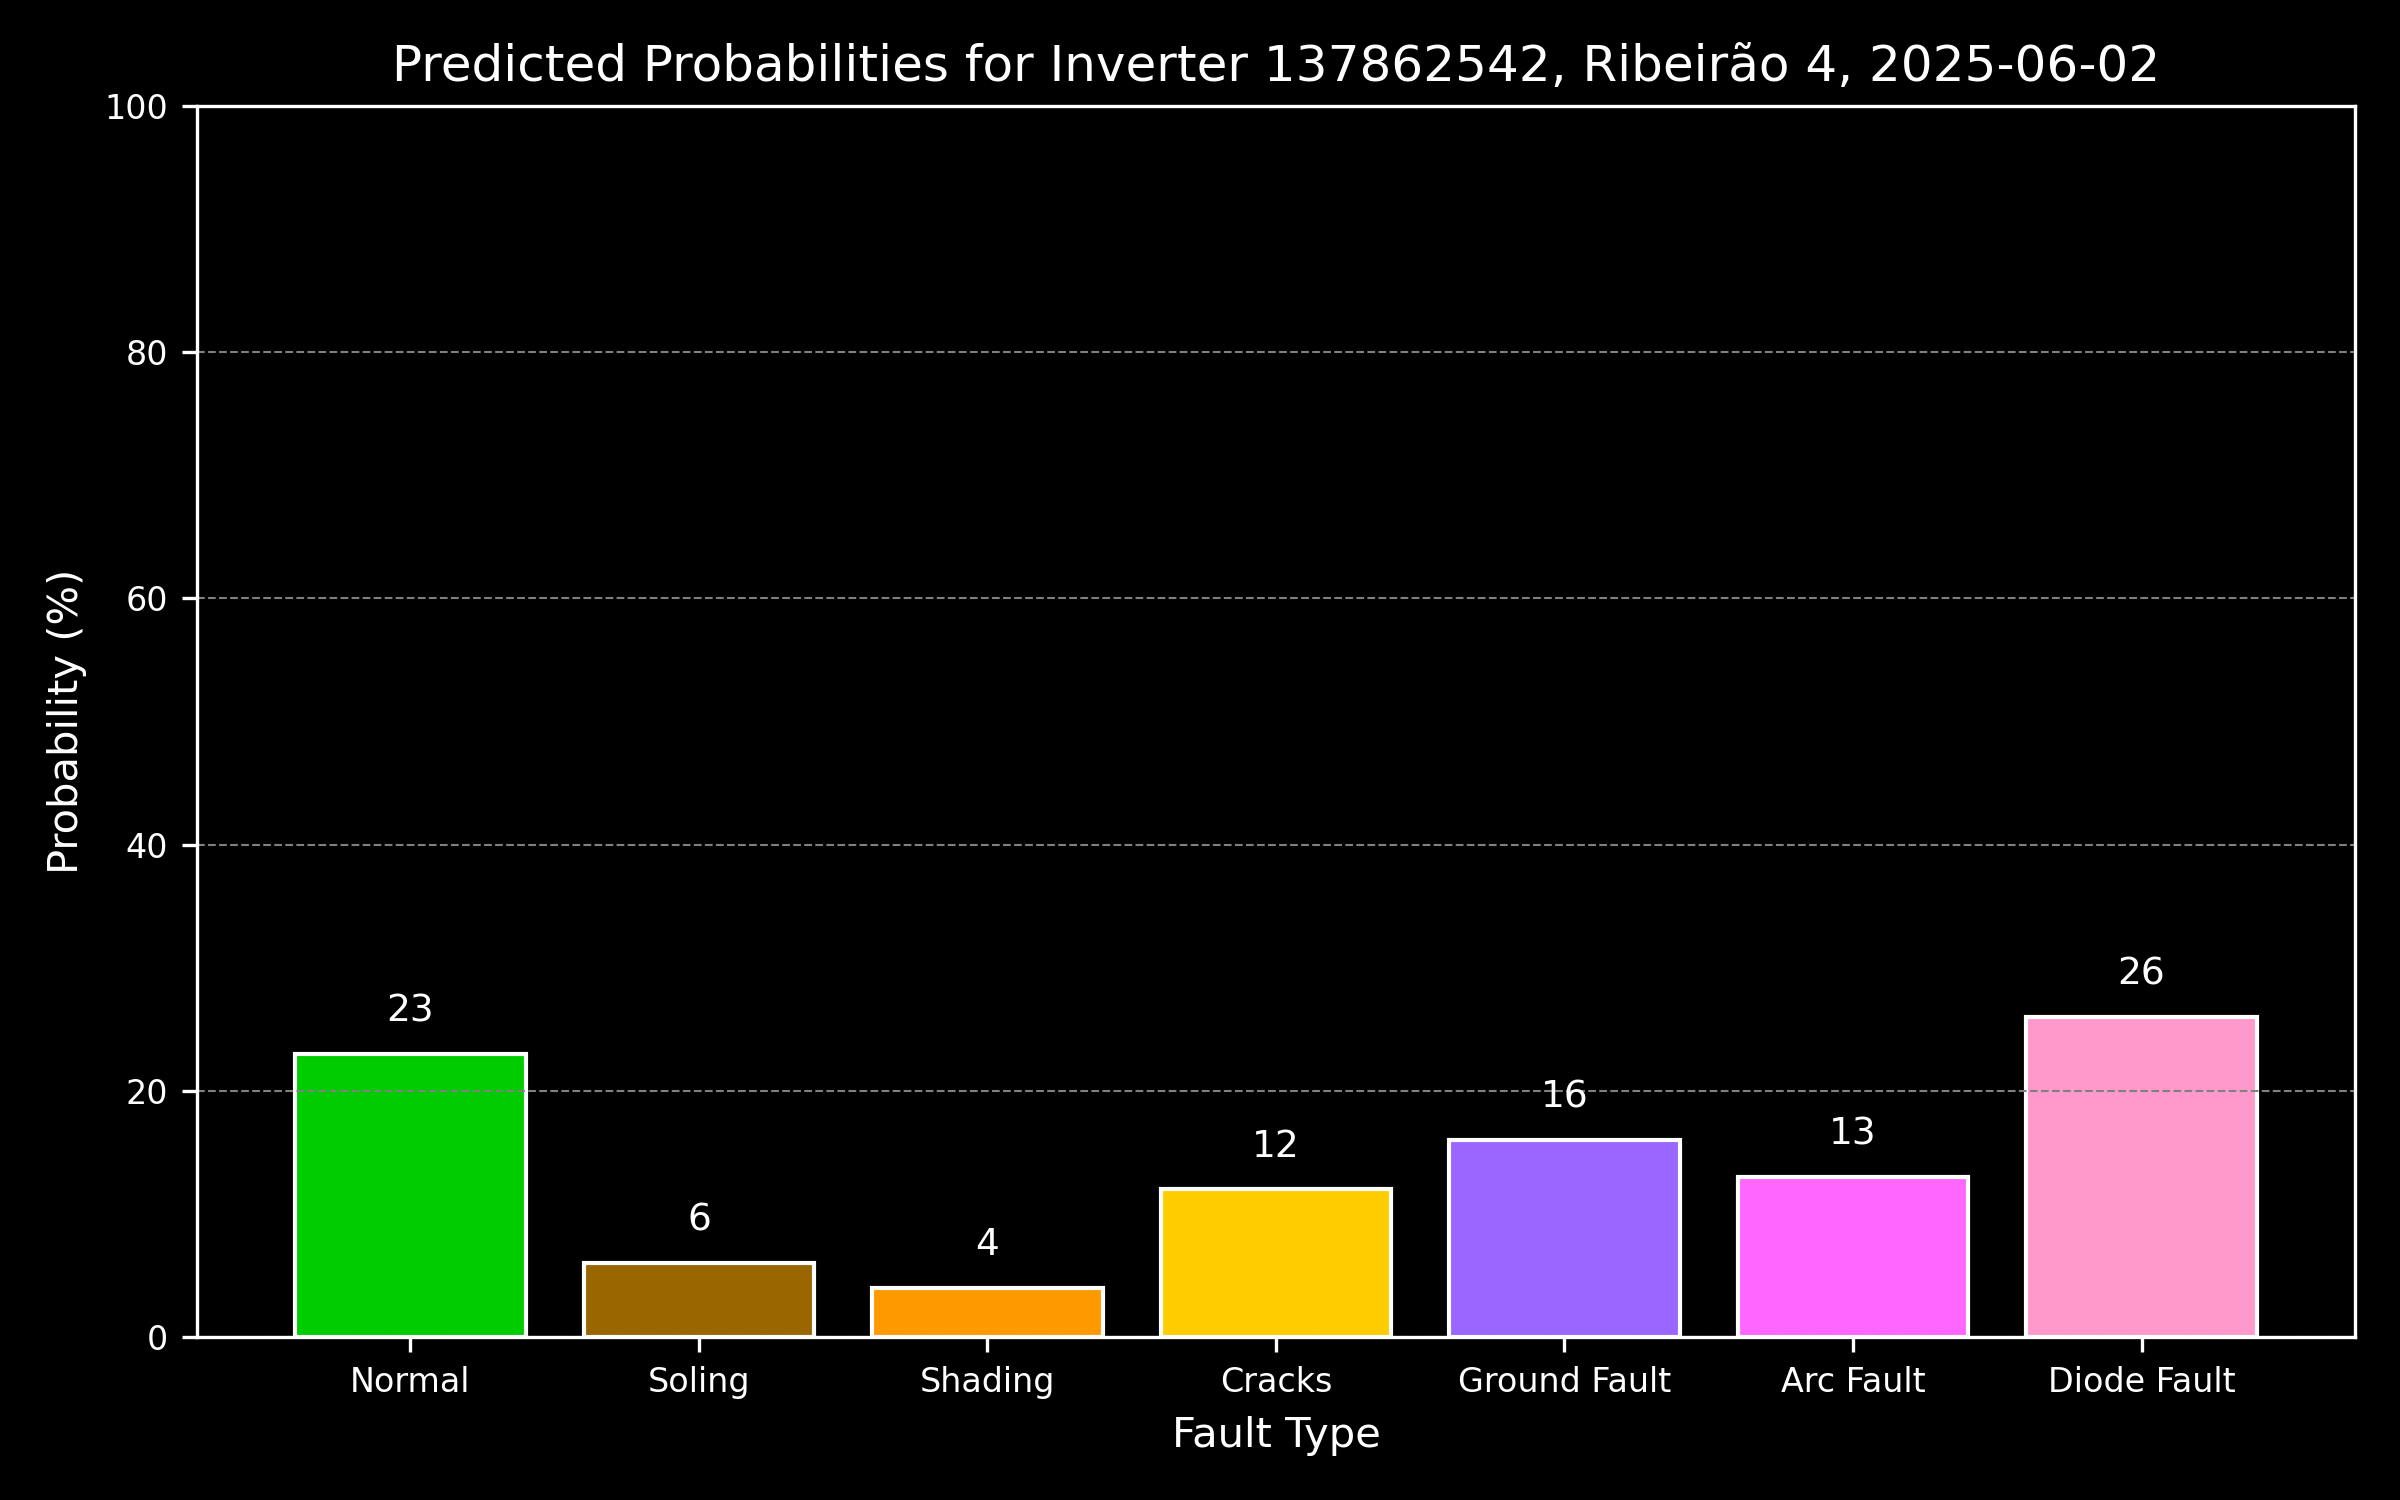 Predicted Probabilities for Inverter 137862542, Ribeirão 4, 2025-06-02
100
80
60
40
20
0
Probability (%)
23
6
4
12
16
13
26
Normal
Soling
Shading
Cracks
Ground Fault
Arc Fault
Diode Fault
Fault Type